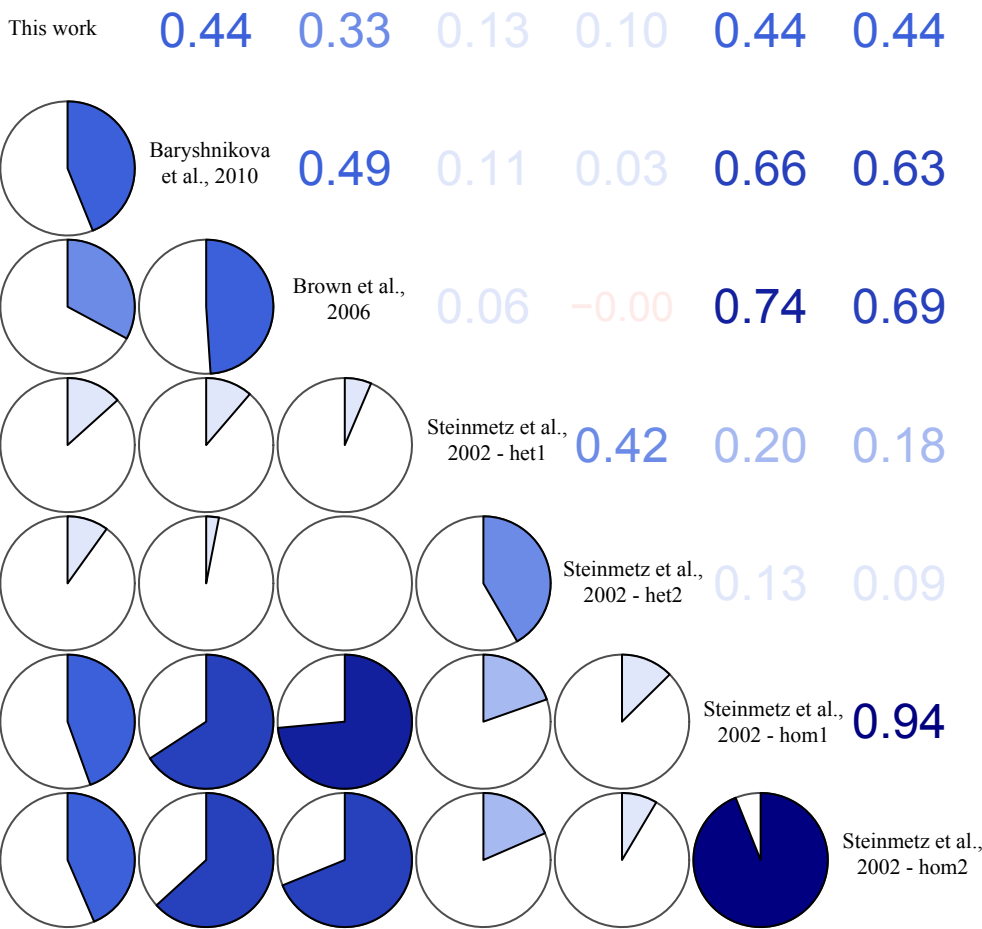 This work 0.44 0.33 0.13 0.10 0.44 0.44
Baryshnikova
et al., 2010 0.49 0.11 0.03 0.66 0.63
Brown et al.,
2006 0.06 −0.00 0.74 0.69
Steinmetz et al.,
2002 - het1 0.42 0.20 0.18
Steinmetz et al.,
2002 - het2 0.13 0.09
Steinmetz et al.,
2002 - hom1 0.94
Steinmetz et al.,
2002 - hom2